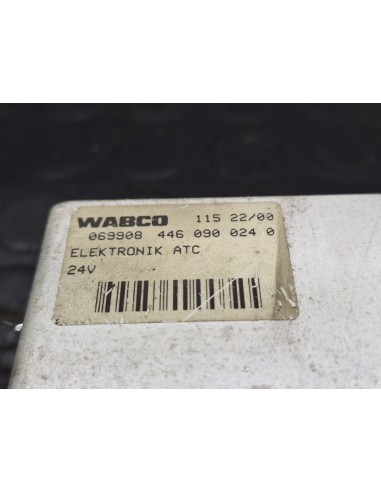 WABCO 115 22/00
069908 446 090 024 0
ELEKTRONIK ATC
24V